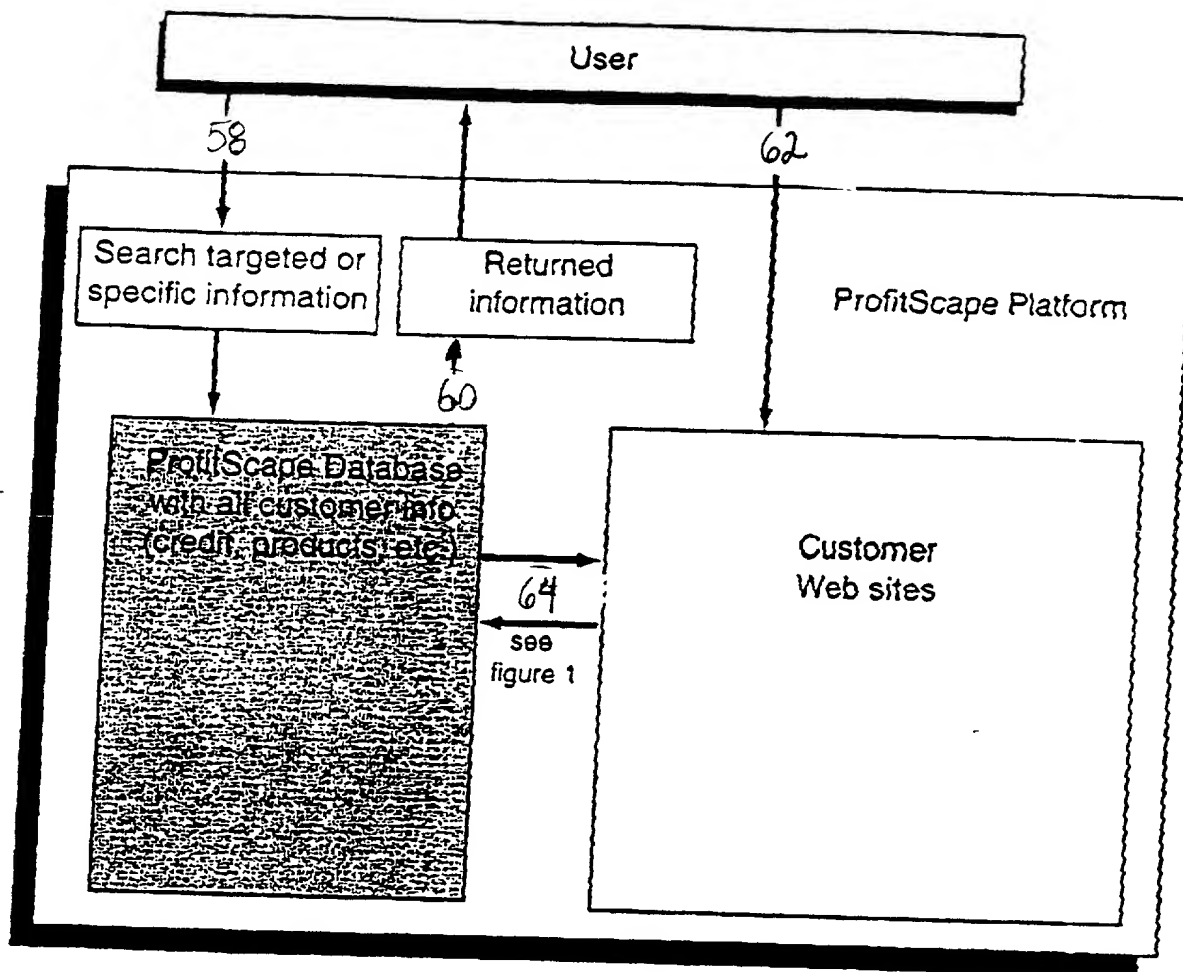 User
58
62
Search targeted or
specific information
Returned
information
ProfitScape Platform
60
ProfitScape Database
with all customer info
(credit, products, etc.)
Customer
Web sites
64
see
figure 1